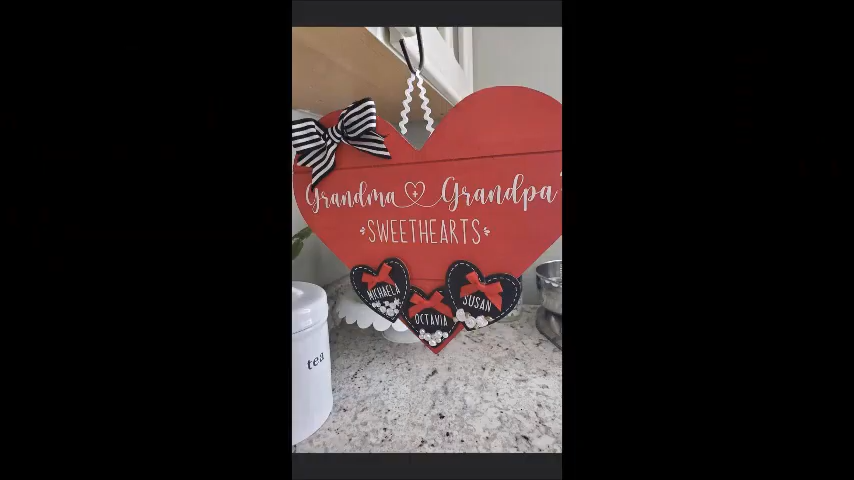 Grandma + Grandpa's
SWEETHEARTS
MICHAELA
OCTAVIA
SUSAN
tea